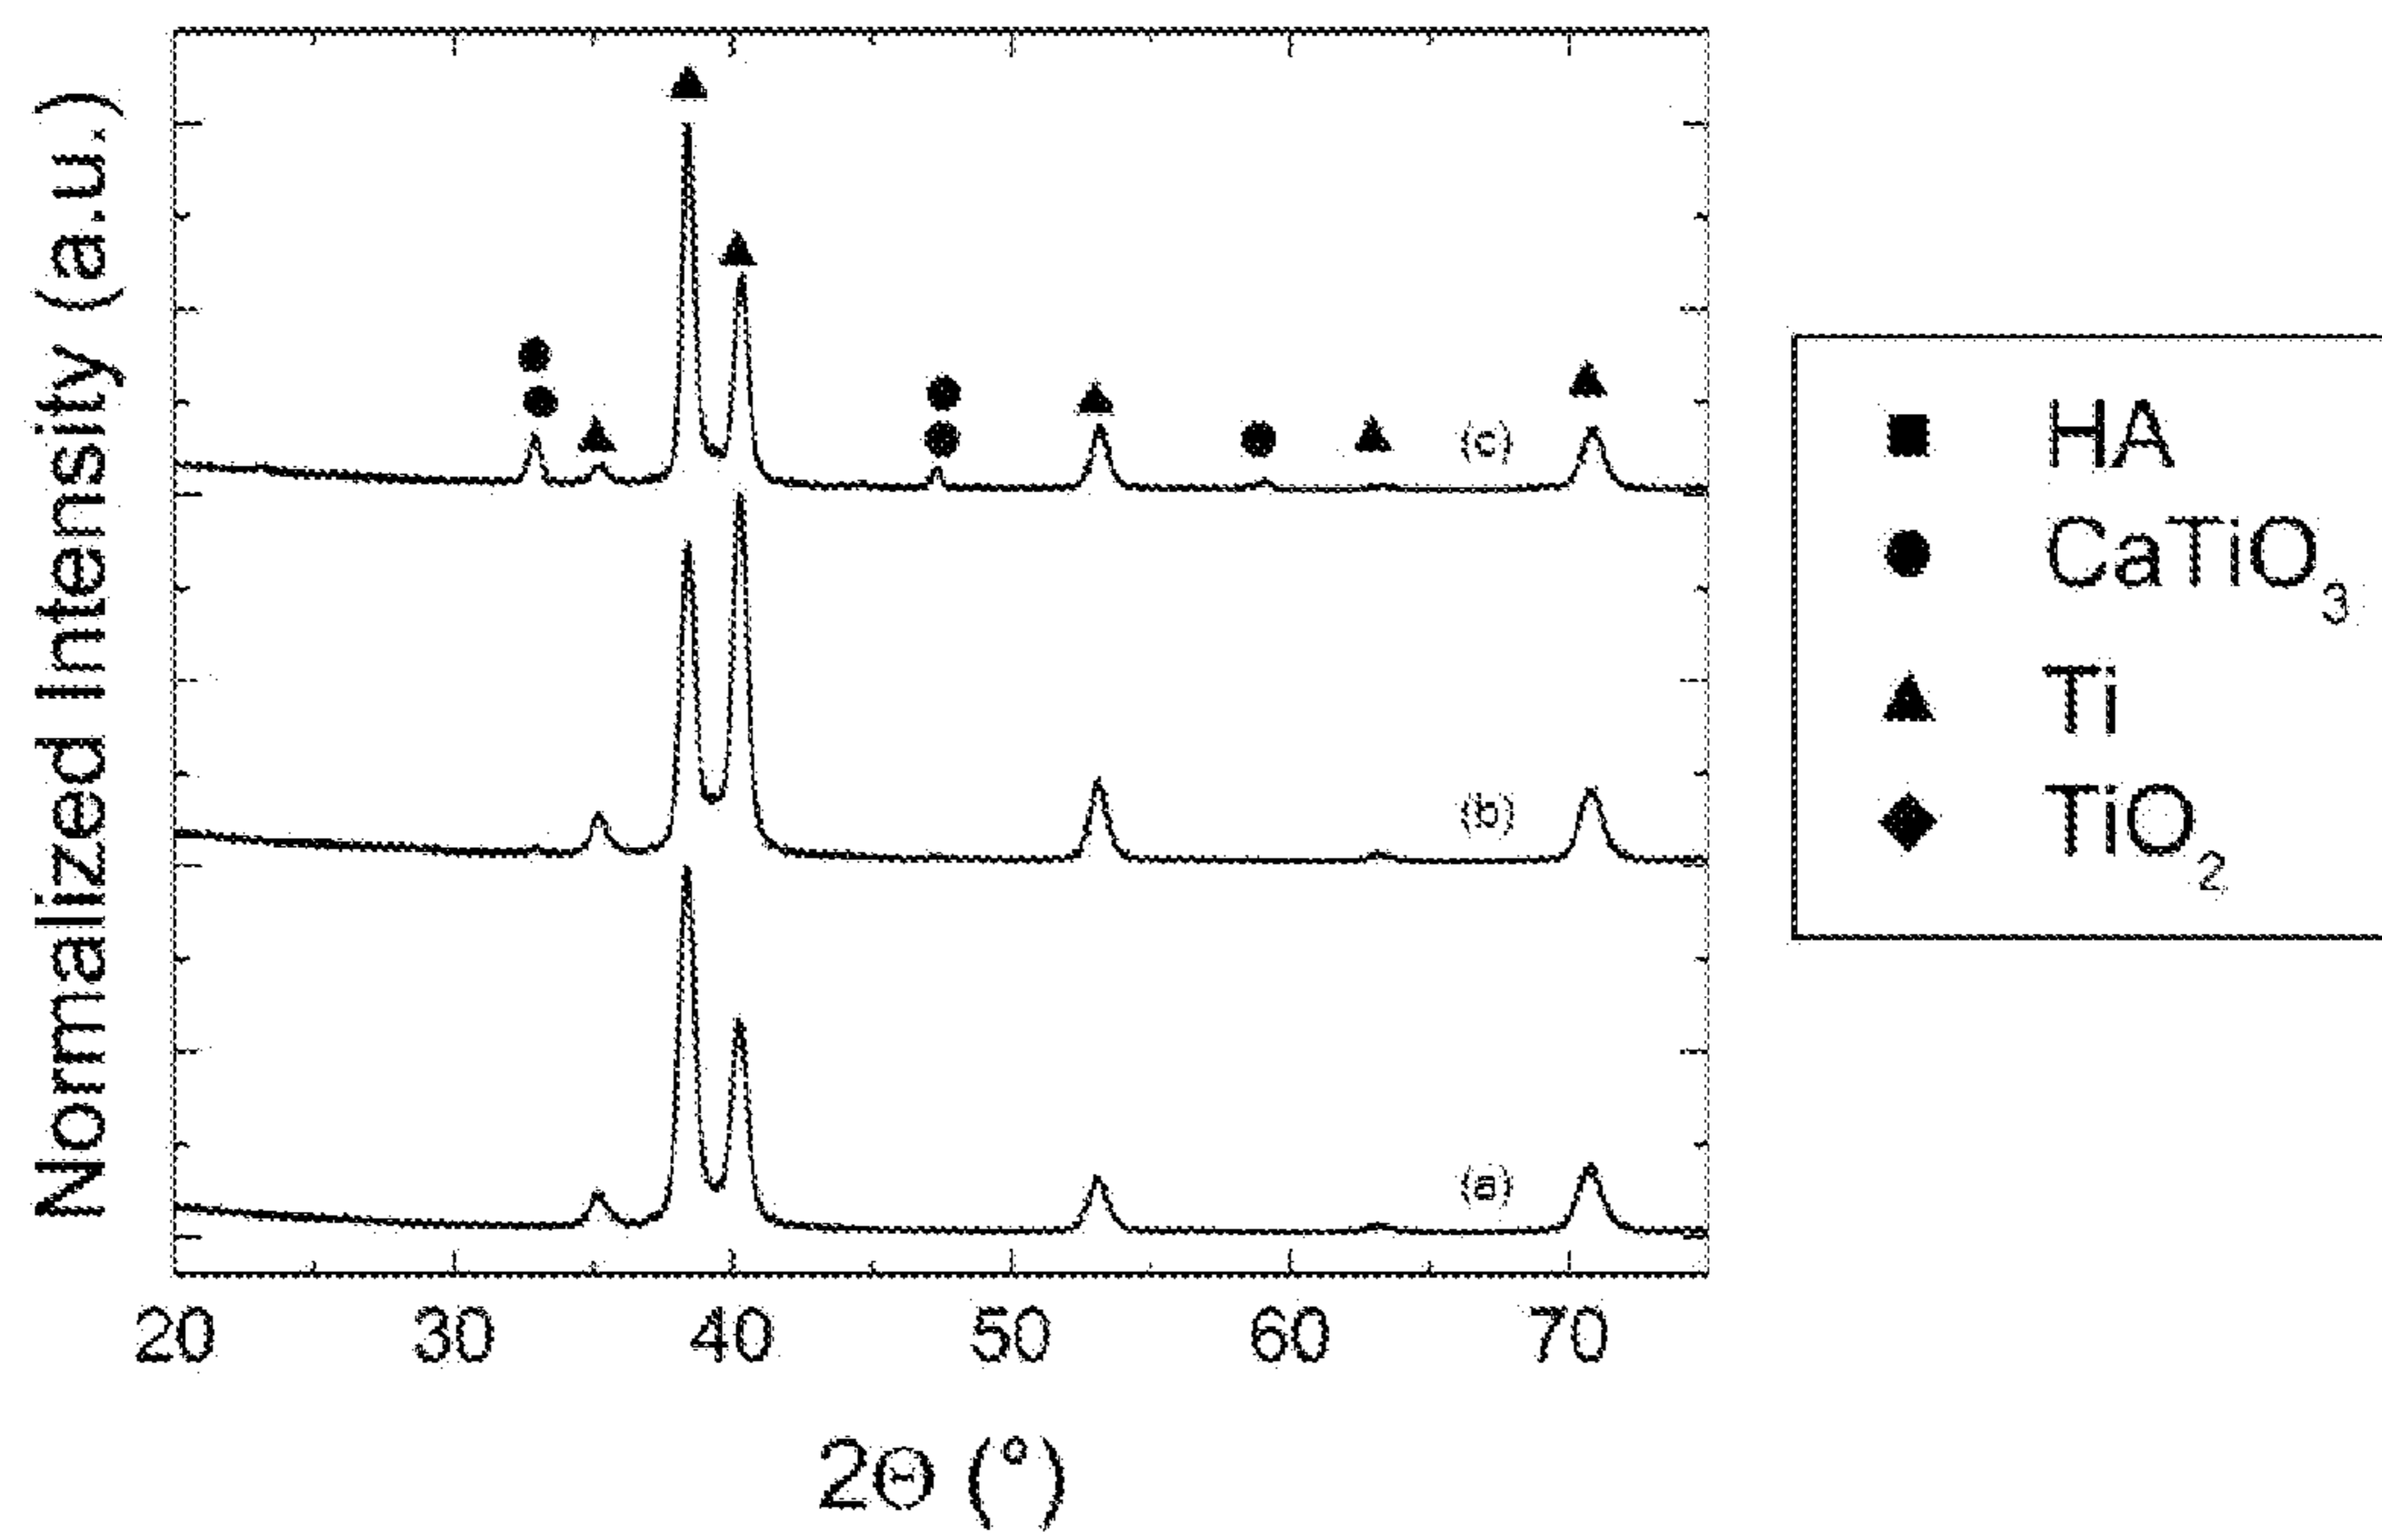 Normalized Intensity (a.u.)
(c)
(b)
(a)
20 30 40 50 60 70
2Θ (°)
HA
CaTiO₃
Ti
TiO₂